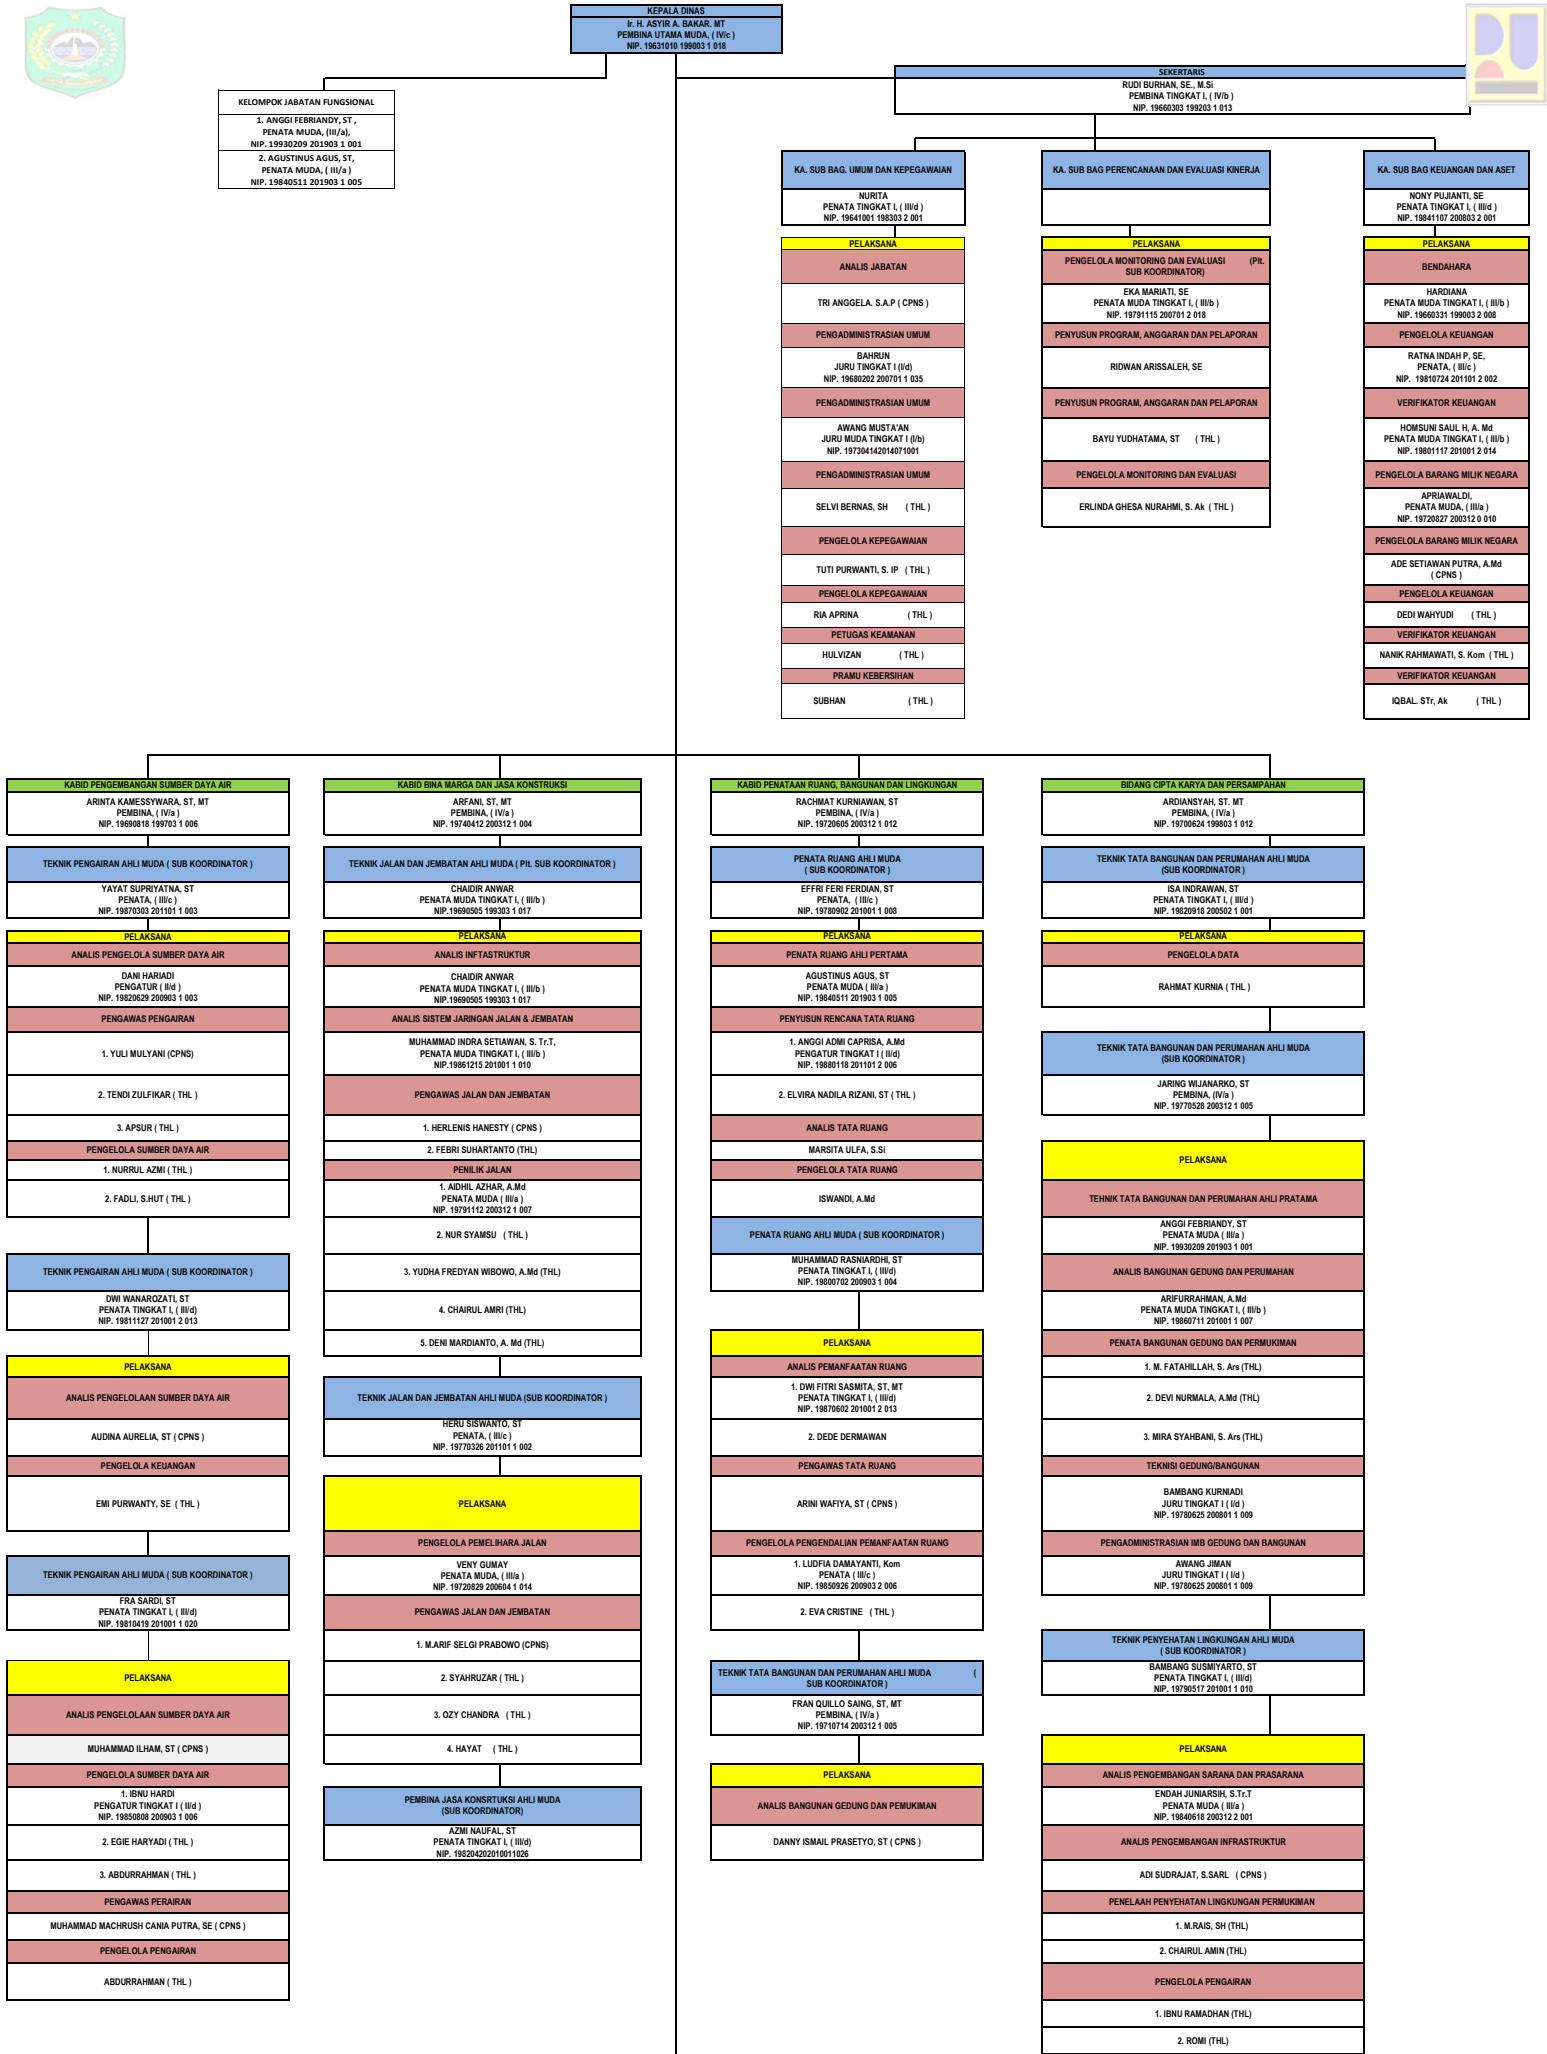 KEPALA DINAS
Ir. H. ASYIR A. BAKAR. MT
PEMBINA UTAMA MUDA, ( IV/c )
NIP. 19631010 199003 1 018
SEKERTARIS
RUDI BURHAN, SE., M.Si
PEMBINA TINGKAT I, ( IV/b )
NIP. 19660303 199203 1 013
KELOMPOK JABATAN FUNGSIONAL
1. ANGGI FEBRIANDY, ST ,
PENATA MUDA, (III/a),
NIP. 19930209 201903 1 001
2. AGUSTINUS AGUS, ST,
PENATA MUDA, ( III/a )
NIP. 19840511 201903 1 005
KA. SUB BAG. UMUM DAN KEPEGAWAIAN
NURITA
PENATA TINGKAT I, ( III/d )
NIP. 19641001 198303 2 001
PELAKSANA
ANALIS JABATAN
TRI ANGGELA. S.A.P ( CPNS )
PENGADMINISTRASIAN UMUM
BAHRUN
JURU TINGKAT I (I/d)
NIP. 19680202 200701 1 035
PENGADMINISTRASIAN UMUM
AWANG MUSTA'AN
JURU MUDA TINGKAT I (I/b)
NIP. 197304142014071001
PENGADMINISTRASIAN UMUM
SELVI BERNAS, SH ( THL )
PENGELOLA KEPEGAWAIAN
TUTI PURWANTI, S. IP ( THL )
PENGELOLA KEPEGAWAIAN
RIA APRINA ( THL )
PETUGAS KEAMANAN
HULVIZAN ( THL )
PRAMU KEBERSIHAN
SUBHAN ( THL )
KA. SUB BAG PERENCANAAN DAN EVALUASI KINERJA
PELAKSANA
PENGELOLA MONITORING DAN EVALUASI (Plt.
SUB KOORDINATOR)
EKA MARIATI, SE
PENATA MUDA TINGKAT I, ( III/b )
NIP. 19791115 200701 2 018
PENYUSUN PROGRAM, ANGGARAN DAN PELAPORAN
RIDWAN ARISSALEH, SE
PENYUSUN PROGRAM, ANGGARAN DAN PELAPORAN
BAYU YUDHATAMA, ST ( THL )
PENGELOLA MONITORING DAN EVALUASI
ERLINDA GHESA NURAHMI, S. Ak ( THL )
KA. SUB BAG KEUANGAN DAN ASET
NONY PUJIANTI, SE
PENATA TINGKAT I, ( III/d )
NIP. 19841107 200803 2 001
PELAKSANA
BENDAHARA
HARDIANA
PENATA MUDA TINGKAT I, ( III/b )
NIP. 19660331 199003 2 008
PENGELOLA KEUANGAN
RATNA INDAH P, SE,
PENATA, ( III/c )
NIP. 19810724 201101 2 002
VERIFIKATOR KEUANGAN
HOMSUNI SAUL H, A. Md
PENATA MUDA TINGKAT I, ( III/b )
NIP. 19801117 201001 2 014
PENGELOLA BARANG MILIK NEGARA
APRIAWALDI,
PENATA MUDA, ( III/a )
NIP. 19720827 200312 0 010
PENGELOLA BARANG MILIK NEGARA
ADE SETIAWAN PUTRA, A.Md
( CPNS )
PENGELOLA KEUANGAN
DEDI WAHYUDI ( THL )
VERIFIKATOR KEUANGAN
NANIK RAHMAWATI, S. Kom ( THL )
VERIFIKATOR KEUANGAN
IQBAL. STr, Ak ( THL )
KABID PENGEMBANGAN SUMBER DAYA AIR
ARINTA KAMESSYWARA, ST, MT
PEMBINA, ( IV/a )
NIP. 19690818 199703 1 006
TEKNIK PENGAIRAN AHLI MUDA ( SUB KOORDINATOR )
YAYAT SUPRIYATNA, ST
PENATA, ( III/c )
NIP. 19870303 201101 1 003
PELAKSANA
ANALIS PENGELOLA SUMBER DAYA AIR
DANI HARIADI
PENGATUR ( II/d )
NIP. 19820629 200903 1 003
PENGAWAS PENGAIRAN
1. YULI MULYANI (CPNS)
2. TENDI ZULFIKAR ( THL )
3. APSUR ( THL )
PENGELOLA SUMBER DAYA AIR
1. NURRUL AZMI ( THL )
2. FADLI, S.HUT ( THL )
TEKNIK PENGAIRAN AHLI MUDA ( SUB KOORDINATOR )
DWI WANAROZATI, ST
PENATA TINGKAT I, ( III/d)
NIP. 19811127 201001 2 013
PELAKSANA
ANALIS PENGELOLAAN SUMBER DAYA AIR
AUDINA AURELIA, ST ( CPNS )
PENGELOLA KEUANGAN
EMI PURWANTY, SE ( THL )
TEKNIK PENGAIRAN AHLI MUDA ( SUB KOORDINATOR )
FRA SARDI, ST
PENATA TINGKAT I, ( III/d)
NIP. 19810419 201001 1 020
PELAKSANA
ANALIS PENGELOLAAN SUMBER DAYA AIR
MUHAMMAD ILHAM, ST ( CPNS )
PENGELOLA SUMBER DAYA AIR
1. IBNU HARDI
PENGATUR TINGKAT I ( II/d )
NIP. 19850808 200903 1 006
2. EGIE HARYADI ( THL )
3. ABDURRAHMAN ( THL )
PENGAWAS PERAIRAN
MUHAMMAD MACHRUSH CANIA PUTRA, SE ( CPNS )
PENGELOLA PENGAIRAN
ABDURRAHMAN ( THL )
KABID BINA MARGA DAN JASA KONSTRUKSI
ARFANI, ST, MT
PEMBINA, ( IV/a )
NIP. 19740412 200312 1 004
TEKNIK JALAN DAN JEMBATAN AHLI MUDA ( Plt. SUB KOORDINATOR )
CHAIDIR ANWAR
PENATA MUDA TINGKAT I, ( III/b )
NIP.19690505 199303 1 017
PELAKSANA
ANALIS INFTASTRUKTUR
CHAIDIR ANWAR
PENATA MUDA TINGKAT I, ( III/b )
NIP.19690505 199303 1 017
ANALIS SISTEM JARINGAN JALAN & JEMBATAN
MUHAMMAD INDRA SETIAWAN, S. Tr.T,
PENATA MUDA TINGKAT I, ( III/b )
NIP.19861215 201001 1 010
PENGAWAS JALAN DAN JEMBATAN
1. HERLENIS HANESTY ( CPNS )
2. FEBRI SUHARTANTO (THL)
PENILIK JALAN
1. AIDHIL AZHAR, A.Md
PENATA MUDA ( III/a )
NIP. 19791112 200312 1 007
2. NUR SYAMSU ( THL )
3. YUDHA FREDYAN WIBOWO, A.Md (THL)
4. CHAIRUL AMRI (THL)
5. DENI MARDIANTO, A. Md (THL)
TEKNIK JALAN DAN JEMBATAN AHLI MUDA (SUB KOORDINATOR )
HERU SISWANTO, ST
PENATA, ( III/c )
NIP. 19770326 201101 1 002
PELAKSANA
PENGELOLA PEMELIHARA JALAN
VENY GUMAY
PENATA MUDA, ( III/a )
NIP. 19720829 200604 1 014
PENGAWAS JALAN DAN JEMBATAN
1. M.ARIF SELGI PRABOWO (CPNS)
2. SYAHRUZAR ( THL )
3. OZY CHANDRA ( THL )
4. HAYAT ( THL )
PEMBINA JASA KONSRTUKSI AHLI MUDA
(SUB KOORDINATOR)
AZMI NAUFAL, ST
PENATA TINGKAT I, ( III/d)
NIP. 198204202010011026
KABID PENATAAN RUANG, BANGUNAN DAN LINGKUNGAN
RACHMAT KURNIAWAN, ST
PEMBINA, ( IV/a )
NIP. 19720605 200312 1 012
PENATA RUANG AHLI MUDA
( SUB KOORDINATOR )
EFFRI FERI FERDIAN, ST
PENATA, ( III/c )
NIP. 19780902 201001 1 008
PELAKSANA
PENATA RUANG AHLI PERTAMA
AGUSTINUS AGUS, ST
PENATA MUDA ( III/a )
NIP. 19840511 201903 1 005
PENYUSUN RENCANA TATA RUANG
1. ANGGI ADMI CAPRISA, A.Md
PENGATUR TINGKAT I ( II/d)
NIP. 19880118 201101 2 006
2. ELVIRA NADILA RIZANI, ST ( THL )
ANALIS TATA RUANG
MARSITA ULFA, S.Si
PENGELOLA TATA RUANG
ISWANDI, A.Md
PENATA RUANG AHLI MUDA ( SUB KOORDINATOR )
MUHAMMAD RASNIARDHI, ST
PENATA TINGKAT I, ( III/d)
NIP. 19800702 200903 1 004
PELAKSANA
ANALIS PEMANFAATAN RUANG
1. DWI FITRI SASMITA, ST, MT
PENATA TINGKAT I, ( III/d)
NIP. 19870602 201001 2 013
2. DEDE DERMAWAN
PENGAWAS TATA RUANG
ARINI WAFIYA, ST ( CPNS )
PENGELOLA PENGENDALIAN PEMANFAATAN RUANG
1. LUDFIA DAMAYANTI, Kom
PENATA ( III/c )
NIP. 19850926 200903 2 006
2. EVA CRISTINE ( THL )
TEKNIK TATA BANGUNAN DAN PERUMAHAN AHLI MUDA (
SUB KOORDINATOR )
FRAN QUILLO SAING, ST, MT
PEMBINA, ( IV/a )
NIP. 19710714 200312 1 005
PELAKSANA
ANALIS BANGUNAN GEDUNG DAN PEMUKIMAN
DANNY ISMAIL PRASETYO, ST ( CPNS )
BIDANG CIPTA KARYA DAN PERSAMPAHAN
ARDIANSYAH, ST. MT
PEMBINA, ( IV/a )
NIP. 19700624 199803 1 012
TEKNIK TATA BANGUNAN DAN PERUMAHAN AHLI MUDA
(SUB KOORDINATOR )
ISA INDRAWAN, ST
PENATA TINGKAT I, ( III/d )
NIP. 19820918 200502 1 001
PELAKSANA
PENGELOLA DATA
RAHMAT KURNIA ( THL )
TEKNIK TATA BANGUNAN DAN PERUMAHAN AHLI MUDA
(SUB KOORDINATOR )
JARING WIJANARKO, ST
PEMBINA, (IV/a )
NIP. 19770528 200312 1 005
PELAKSANA
TEHNIK TATA BANGUNAN DAN PERUMAHAN AHLI PRATAMA
ANGGI FEBRIANDY, ST
PENATA MUDA ( III/a )
NIP. 19930209 201903 1 001
ANALIS BANGUNAN GEDUNG DAN PERUMAHAN
ARIFURRAHMAN, A.Md
PENATA MUDA TINGKAT I, ( III/b )
NIP. 19860711 201001 1 007
PENATA BANGUNAN GEDUNG DAN PERMUKIMAN
1. M. FATAHILLAH, S. Ars (THL)
2. DEVI NURMALA, A.Md (THL)
3. MIRA SYAHBANI, S. Ars (THL)
TEKNISI GEDUNG/BANGUNAN
BAMBANG KURNIADI
JURU TINGKAT I ( I/d )
NIP. 19780625 200801 1 009
PENGADMINISTRASIAN IMB GEDUNG DAN BANGUNAN
AWANG JIMAN
JURU TINGKAT I ( I/d )
NIP. 19780625 200801 1 009
TEKNIK PENYEHATAN LINGKUNGAN AHLI MUDA
( SUB KOORDINATOR )
BAMBANG SUSMIYARTO, ST
PENATA TINGKAT I, ( III/d)
NIP. 19790517 201001 1 010
PELAKSANA
ANALIS PENGEMBANGAN SARANA DAN PRASARANA
ENDAH JUNIARSIH, S.Tr.T
PENATA MUDA ( III/a )
NIP. 19840618 200312 2 001
ANALIS PENGEMBANGAN INFRASTRUKTUR
ADI SUDRAJAT, S.SARL ( CPNS )
PENELAAH PENYEHATAN LINGKUNGAN PERMUKIMAN
1. M.RAIS, SH (THL)
2. CHAIRUL AMIN (THL)
PENGELOLA PENGAIRAN
1. IBNU RAMADHAN (THL)
2. ROMI (THL)